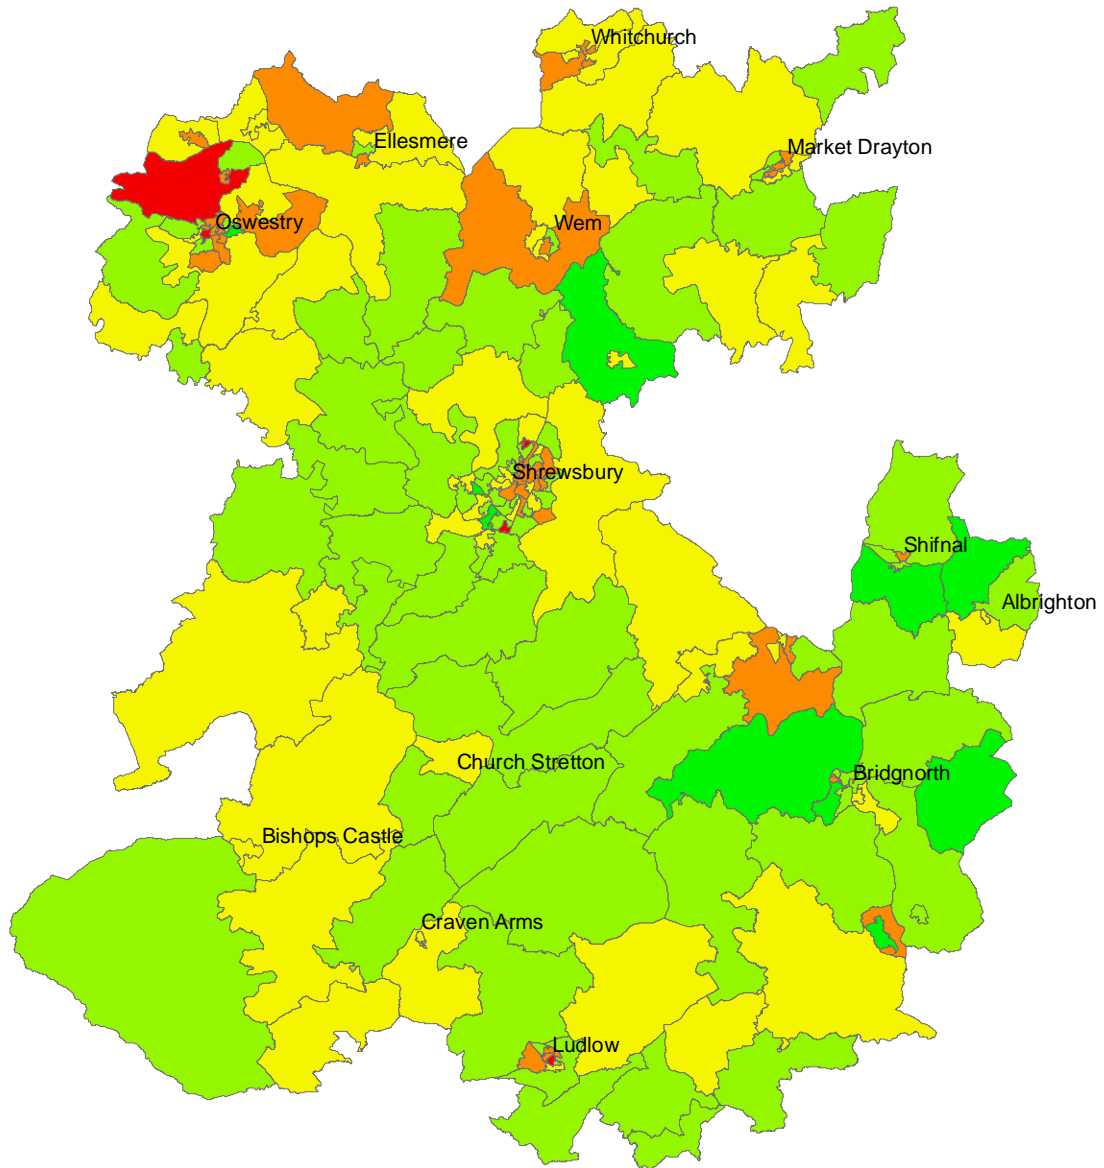 Whitchurch
Ellesmere
Market Drayton
Oswestry
Wem
Shrewsbury
Shifnal
Albrighton
Church Stretton
Bridgnorth
Bishops Castle
Craven Arms
Ludlow